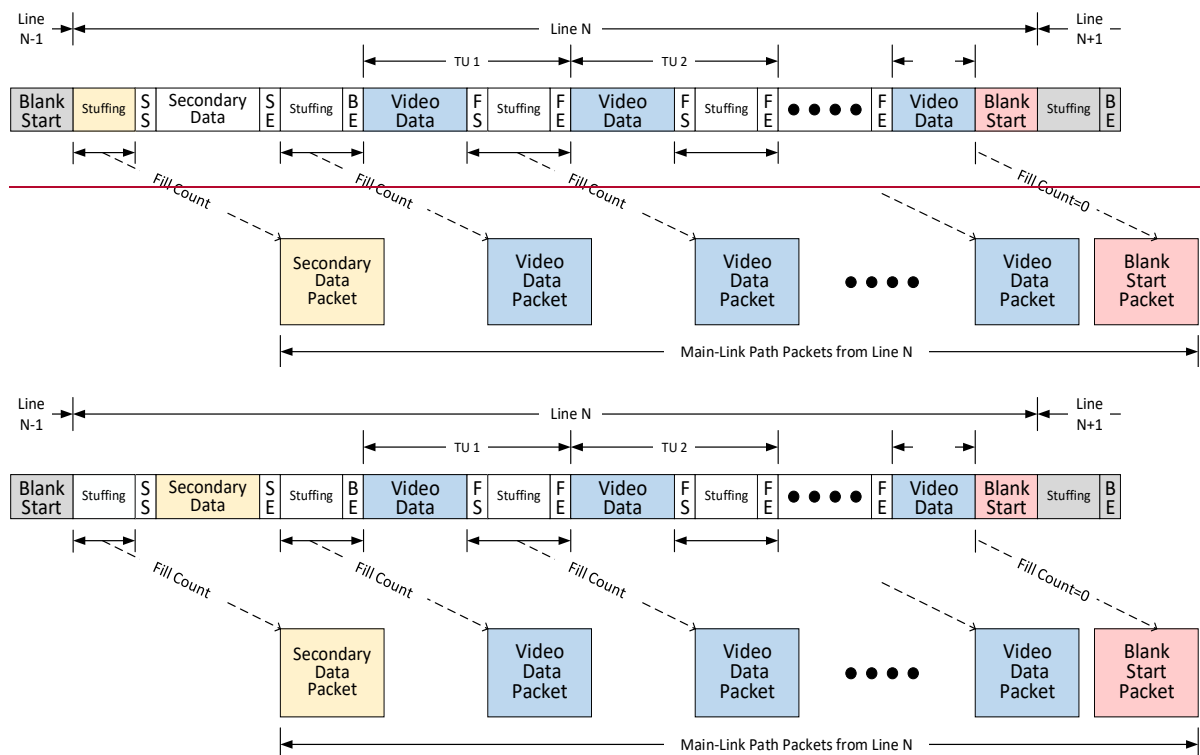 Line
N-1
Line N
Line
N+1
TU 1
TU 2
Blank
Start
Stuffing
S
S
Secondary
Data
S
E
Stuffing
B
E
Video
Data
F
S
Stuffing
F
E
Video
Data
F
S
Stuffing
F
E
F
E
Video
Data
Blank
Start
Stuffing
B
E
Fill Count
Fill Count
Fill Count
Fill Count=0
Secondary
Data
Packet
Video
Data
Packet
Video
Data
Packet
Video
Data
Packet
Blank
Start
Packet
Main-Link Path Packets from Line N
Line
N-1
Line N
Line
N+1
TU 1
TU 2
Blank
Start
Stuffing
S
S
Secondary
Data
S
E
Stuffing
B
E
Video
Data
F
S
Stuffing
F
E
Video
Data
F
S
Stuffing
F
E
F
E
Video
Data
Blank
Start
Stuffing
B
E
Fill Count
Fill Count
Fill Count
Fill Count=0
Secondary
Data
Packet
Video
Data
Packet
Video
Data
Packet
Video
Data
Packet
Blank
Start
Packet
Main-Link Path Packets from Line N